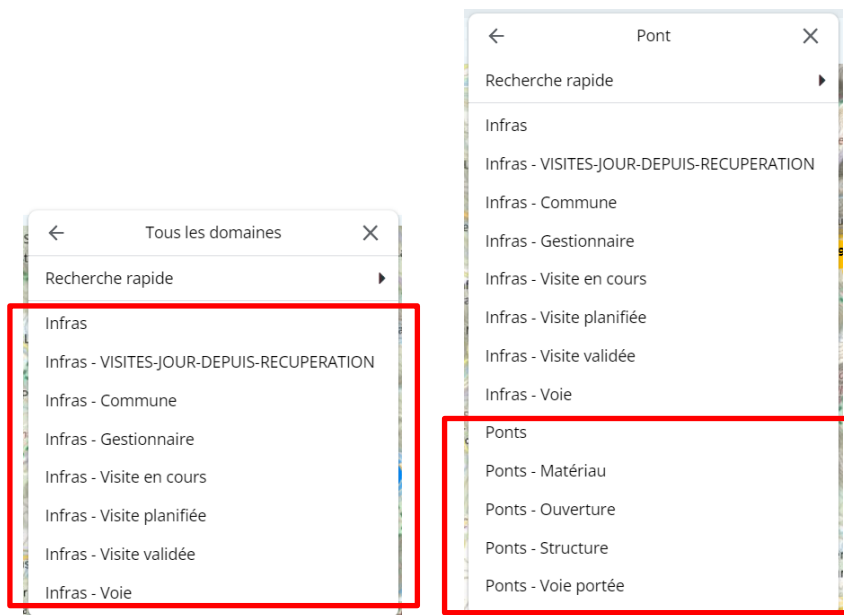 Tous les domaines
Recherche rapide
Infras
Infras - VISITES-JOUR-DEPUIS-RECUPERATION
Infras - Commune
Infras - Gestionnaire
Infras - Visite en cours
Infras - Visite planifiée
Infras - Visite validée
Infras - Voie
Pont
Recherche rapide
Infras
Infras - VISITES-JOUR-DEPUIS-RECUPERATION
Infras - Commune
Infras - Gestionnaire
Infras - Visite en cours
Infras - Visite planifiée
Infras - Visite validée
Infras - Voie
Ponts
Ponts - Matériau
Ponts - Ouverture
Ponts - Structure
Ponts - Voie portée